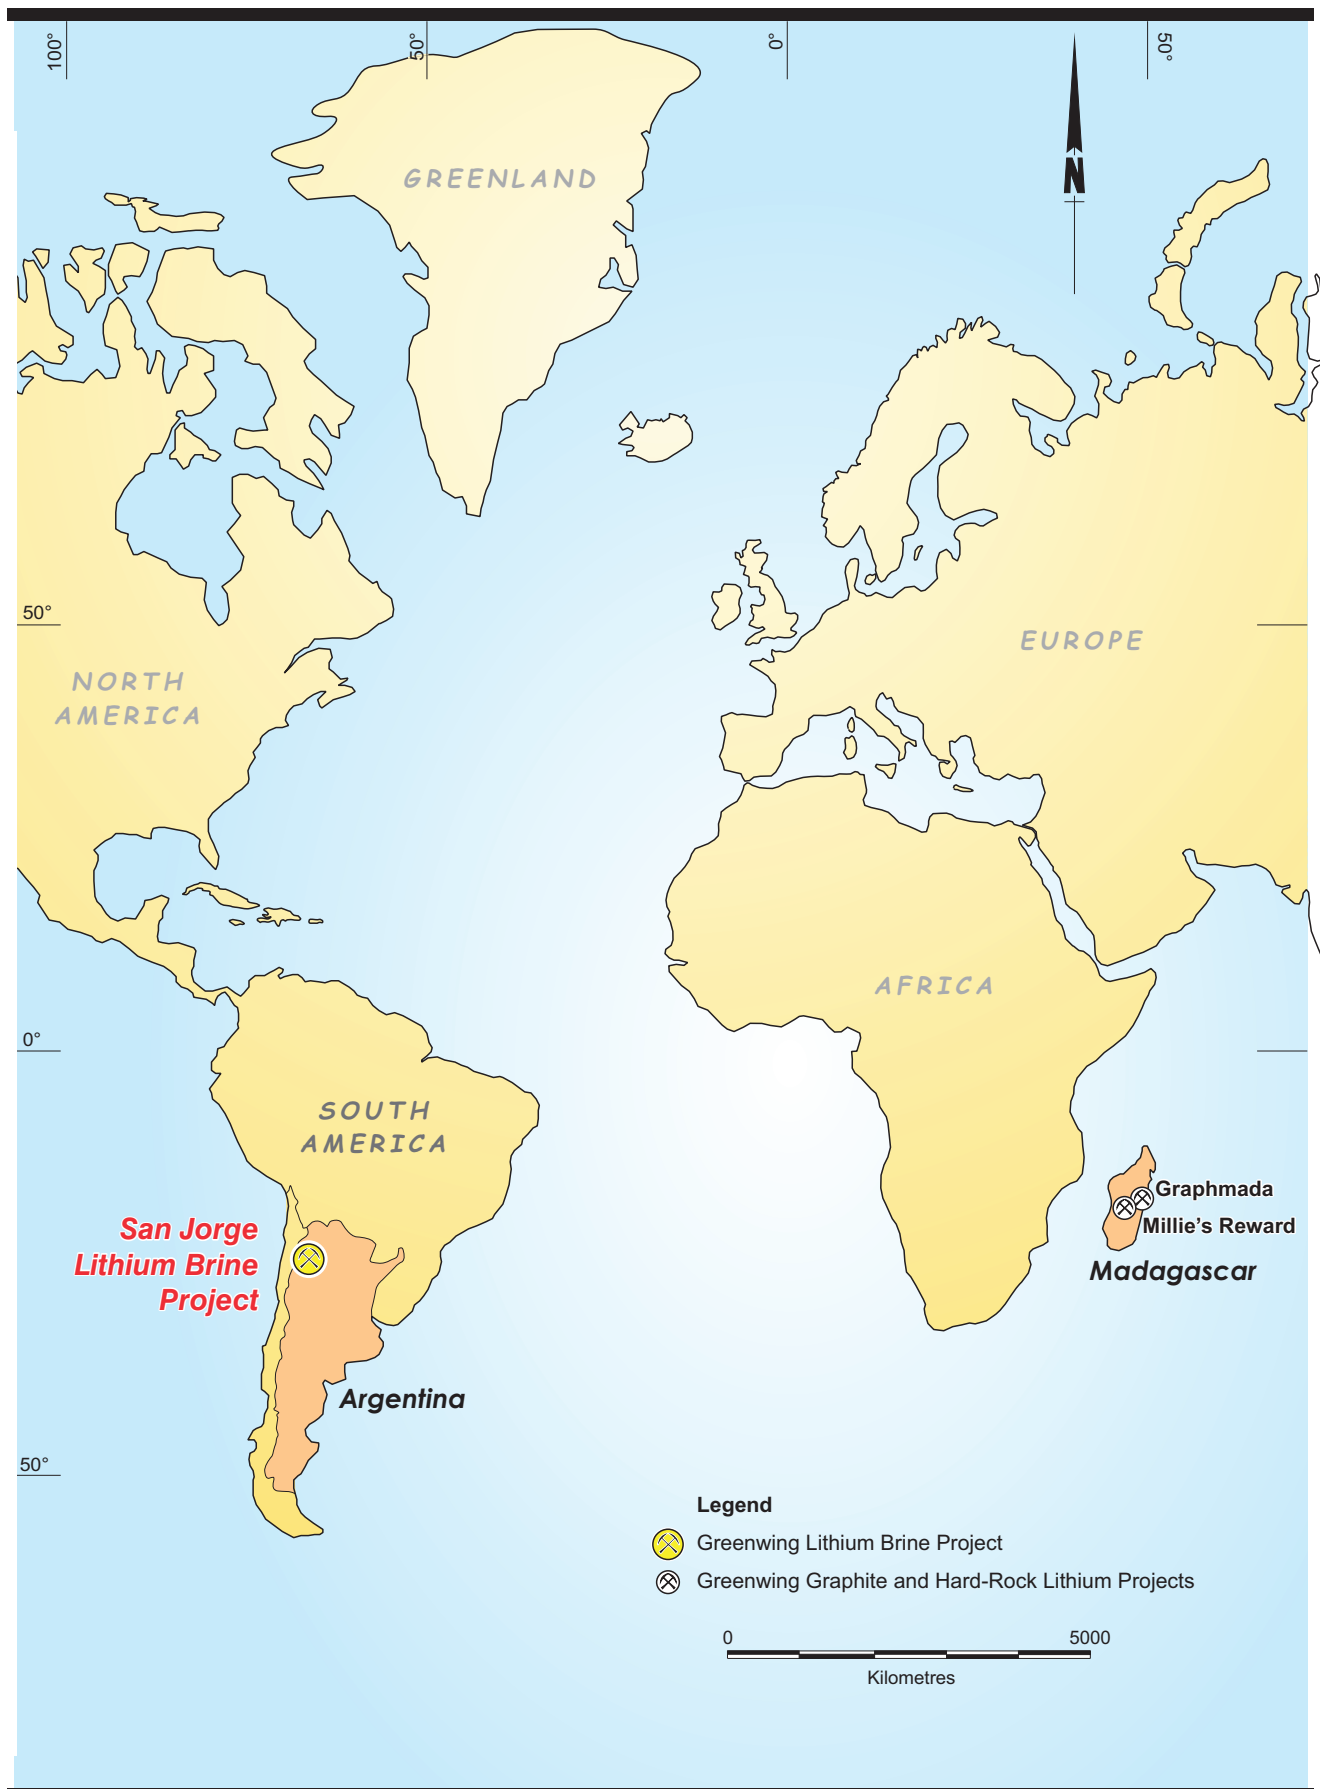 100°
50°
0°
50°
N
GREENLAND
50°
EUROPE
NORTH
AMERICA
AFRICA
0°
SOUTH
AMERICA
Graphmada
Millie's Reward
Madagascar
San Jorge
Lithium Brine
Project
Argentina
50°
Legend
Greenwing Lithium Brine Project
Greenwing Graphite and Hard-Rock Lithium Projects
0 5000
Kilometres